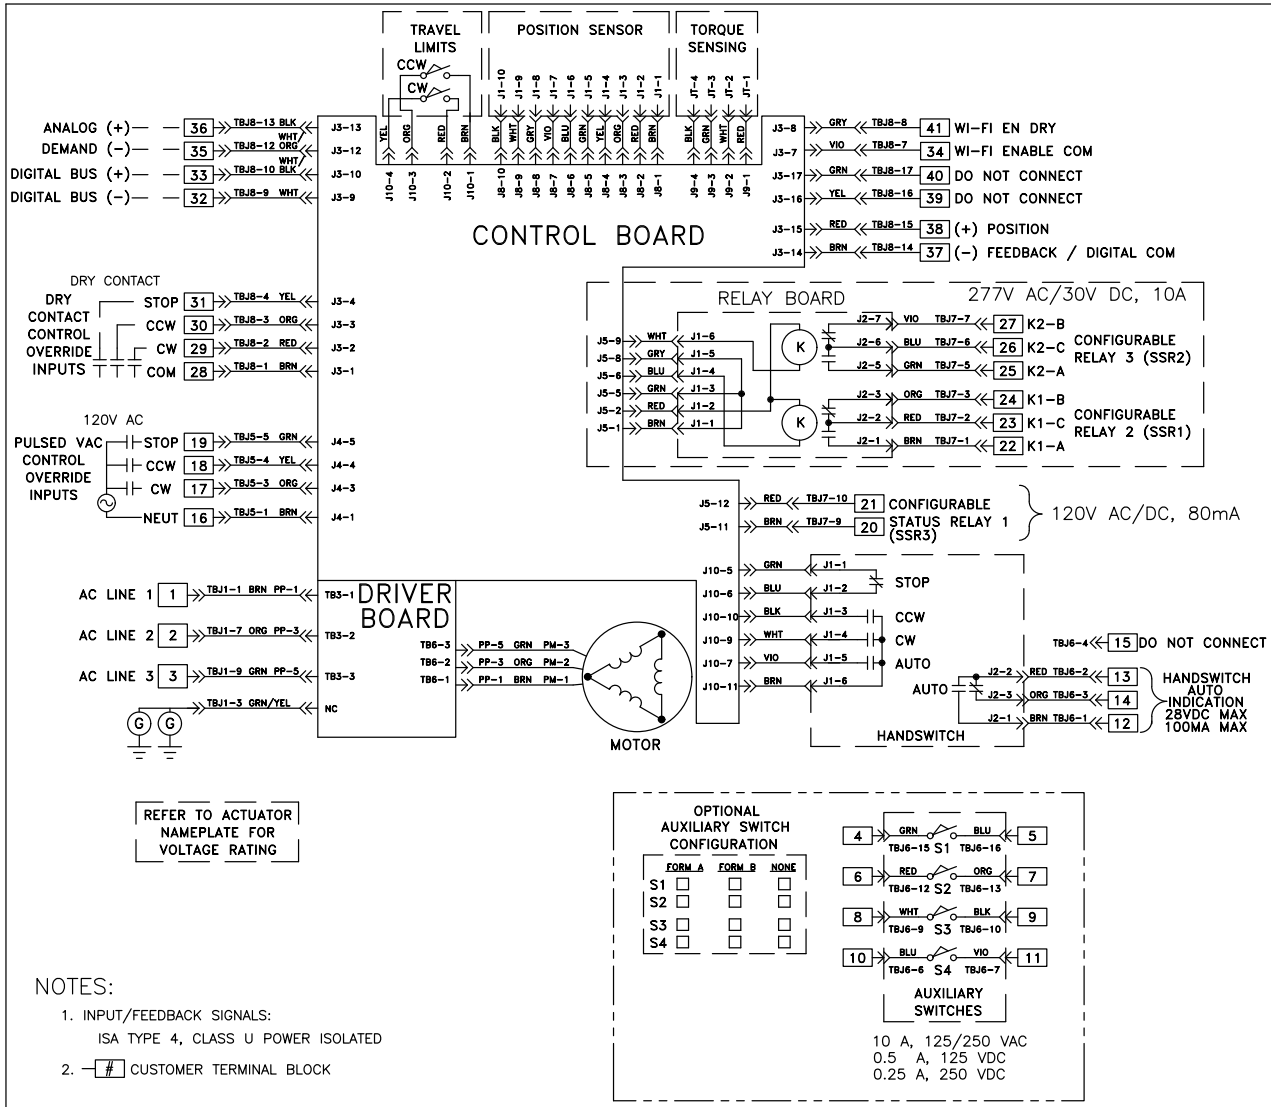 TRAVEL
LIMITS
CCW
CW
YEL
ORG
RED
BRN
J10-4
J10-3
J10-2
J10-1
POSITION SENSOR
J1-10
J1-9
J1-8
J1-7
J1-6
J1-5
J1-4
J1-3
J1-2
J1-1
BLK
WHT
GRY
VIO
BLU
GRN
YEL
ORG
RED
BRN
J8-10
J8-9
J8-8
J8-7
J8-6
J8-5
J8-4
J8-3
J8-2
J8-1
TORQUE
SENSING
JT-4
JT-3
JT-2
JT-1
BLK
GRN
WHT
RED
J9-4
J9-3
J9-2
J9-1
ANALOG (+) 36 TBJ8-13 BLK J3-13
WHT
DEMAND (-) 35 TBJ8-12 ORG J3-12
WHT
DIGITAL BUS (+) 33 TBJ8-10 BLK J3-10
DIGITAL BUS (-) 32 TBJ8-9 WHT J3-9
J3-8 GRY TBJ8-8 41 WI-FI EN DRY
J3-7 VIO TBJ8-7 34 WI-FI ENABLE COM
J3-17 GRN TBJ8-17 40 DO NOT CONNECT
J3-16 YEL TBJ8-16 39 DO NOT CONNECT
J3-15 RED TBJ8-15 38 (+) POSITION
J3-14 BRN TBJ8-14 37 (-) FEEDBACK / DIGITAL COM
CONTROL BOARD
DRY CONTACT
DRY
CONTACT
CONTROL
OVERRIDE
INPUTS
STOP 31 TBJ8-4 YEL J3-4
CCW 30 TBJ8-3 ORG J3-3
CW 29 TBJ8-2 RED J3-2
COM 28 TBJ8-1 BRN J3-1
120V AC
PULSED VAC
CONTROL
OVERRIDE
INPUTS
STOP 19 TBJ5-5 GRN J4-5
CCW 18 TBJ5-4 YEL J4-4
CW 17 TBJ5-3 ORG J4-3
NEUT 16 TBJ5-1 BRN J4-1
RELAY BOARD
277V AC/30V DC, 10A
J5-9 WHT J1-6
J5-8 GRY J1-5
J5-6 BLU J1-4
J5-5 GRN J1-3
J5-2 RED J1-2
J5-1 BRN J1-1
K
K
J2-7 VIO TBJ7-7 27 K2-B
J2-6 BLU TBJ7-6 26 K2-C
J2-5 GRN TBJ7-5 25 K2-A
CONFIGURABLE
RELAY 3 (SSR2)
J2-3 ORG TBJ7-3 24 K1-B
J2-2 RED TBJ7-2 23 K1-C
J2-1 BRN TBJ7-1 22 K1-A
CONFIGURABLE
RELAY 2 (SSR1)
J5-12 RED TBJ7-10 21 CONFIGURABLE
J5-11 BRN TBJ7-9 20 STATUS RELAY 1
(SSR3)
120V AC/DC, 80mA
AC LINE 1 1 TBJ1-1 BRN PP-1 TB3-1
AC LINE 2 2 TBJ1-7 ORG PP-3 TB3-2
AC LINE 3 3 TBJ1-9 GRN PP-5 TB3-3
TBJ1-3 GRN/YEL NC
G G
DRIVER
BOARD
TB6-3 PP-5 GRN PM-3
TB6-2 PP-3 ORG PM-2
TB6-1 PP-1 BRN PM-1
MOTOR
J10-5 GRN J1-1
J10-6 BLU J1-2 STOP
J10-10 BLK J1-3 CCW
J10-9 WHT J1-4 CW
J10-7 VIO J1-5 AUTO
J10-11 BRN J1-6
AUTO
HANDSWITCH
TBJ6-4 15 DO NOT CONNECT
J2-2 RED TBJ6-2 13
J2-3 ORG TBJ6-3 14
J2-1 BRN TBJ6-1 12
HANDSWITCH
AUTO
INDICATION
28VDC MAX
100MA MAX
REFER TO ACTUATOR
NAMEPLATE FOR
VOLTAGE RATING
OPTIONAL
AUXILIARY SWITCH
CONFIGURATION
FORM A FORM B NONE
S1
S2
S3
S4
4 GRN BLU 5
TBJ6-15 S1 TBJ6-16
6 RED ORG 7
TBJ6-12 S2 TBJ6-13
8 WHT BLK 9
TBJ6-9 S3 TBJ6-10
10 BLU VIO 11
TBJ6-6 S4 TBJ6-7
AUXILIARY
SWITCHES
10 A, 125/250 VAC
0.5 A, 125 VDC
0.25 A, 250 VDC
NOTES:
1. INPUT/FEEDBACK SIGNALS:
ISA TYPE 4, CLASS U POWER ISOLATED
2. # CUSTOMER TERMINAL BLOCK